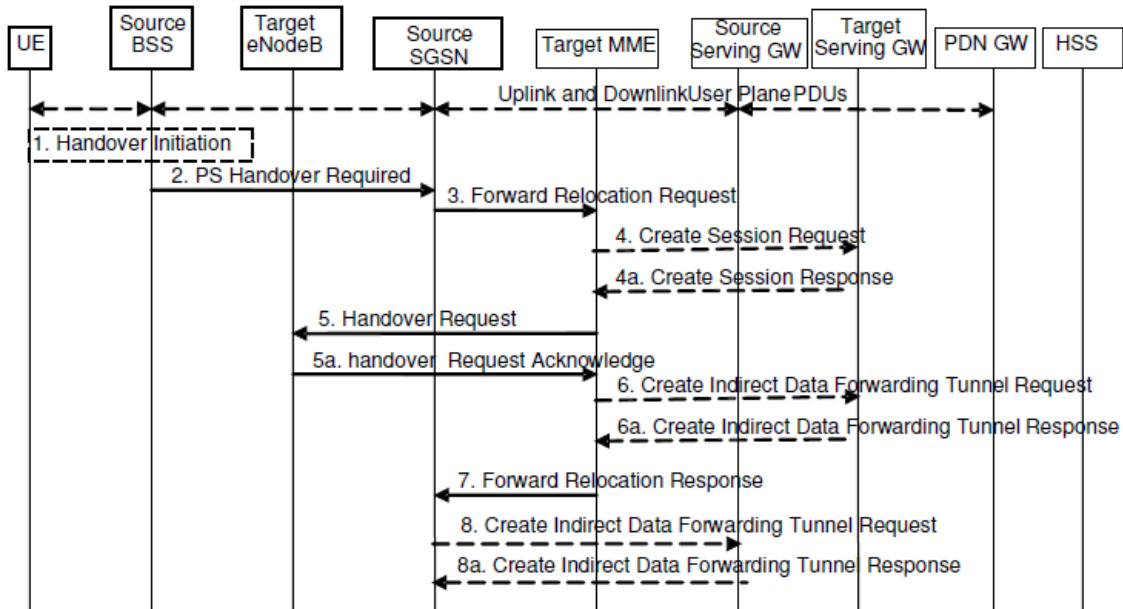 UE
Source
BSS
Target
eNodeB
Source
SGSN
Target MME
Source
Serving GW
Target
Serving GW
PDN GW
HSS
Uplink and DownlinkUser Plane PDUs
1. Handover Initiation
2. PS Handover Required
3. Forward Relocation Request
4. Create Session Request
4a. Create Session Response
5. Handover Request
5a. handover Request Acknowledge
6. Create Indirect Data Forwarding Tunnel Request
6a. Create Indirect Data Forwarding Tunnel Response
7. Forward Relocation Response
8. Create Indirect Data Forwarding Tunnel Request
8a. Create Indirect Data Forwarding Tunnel Response